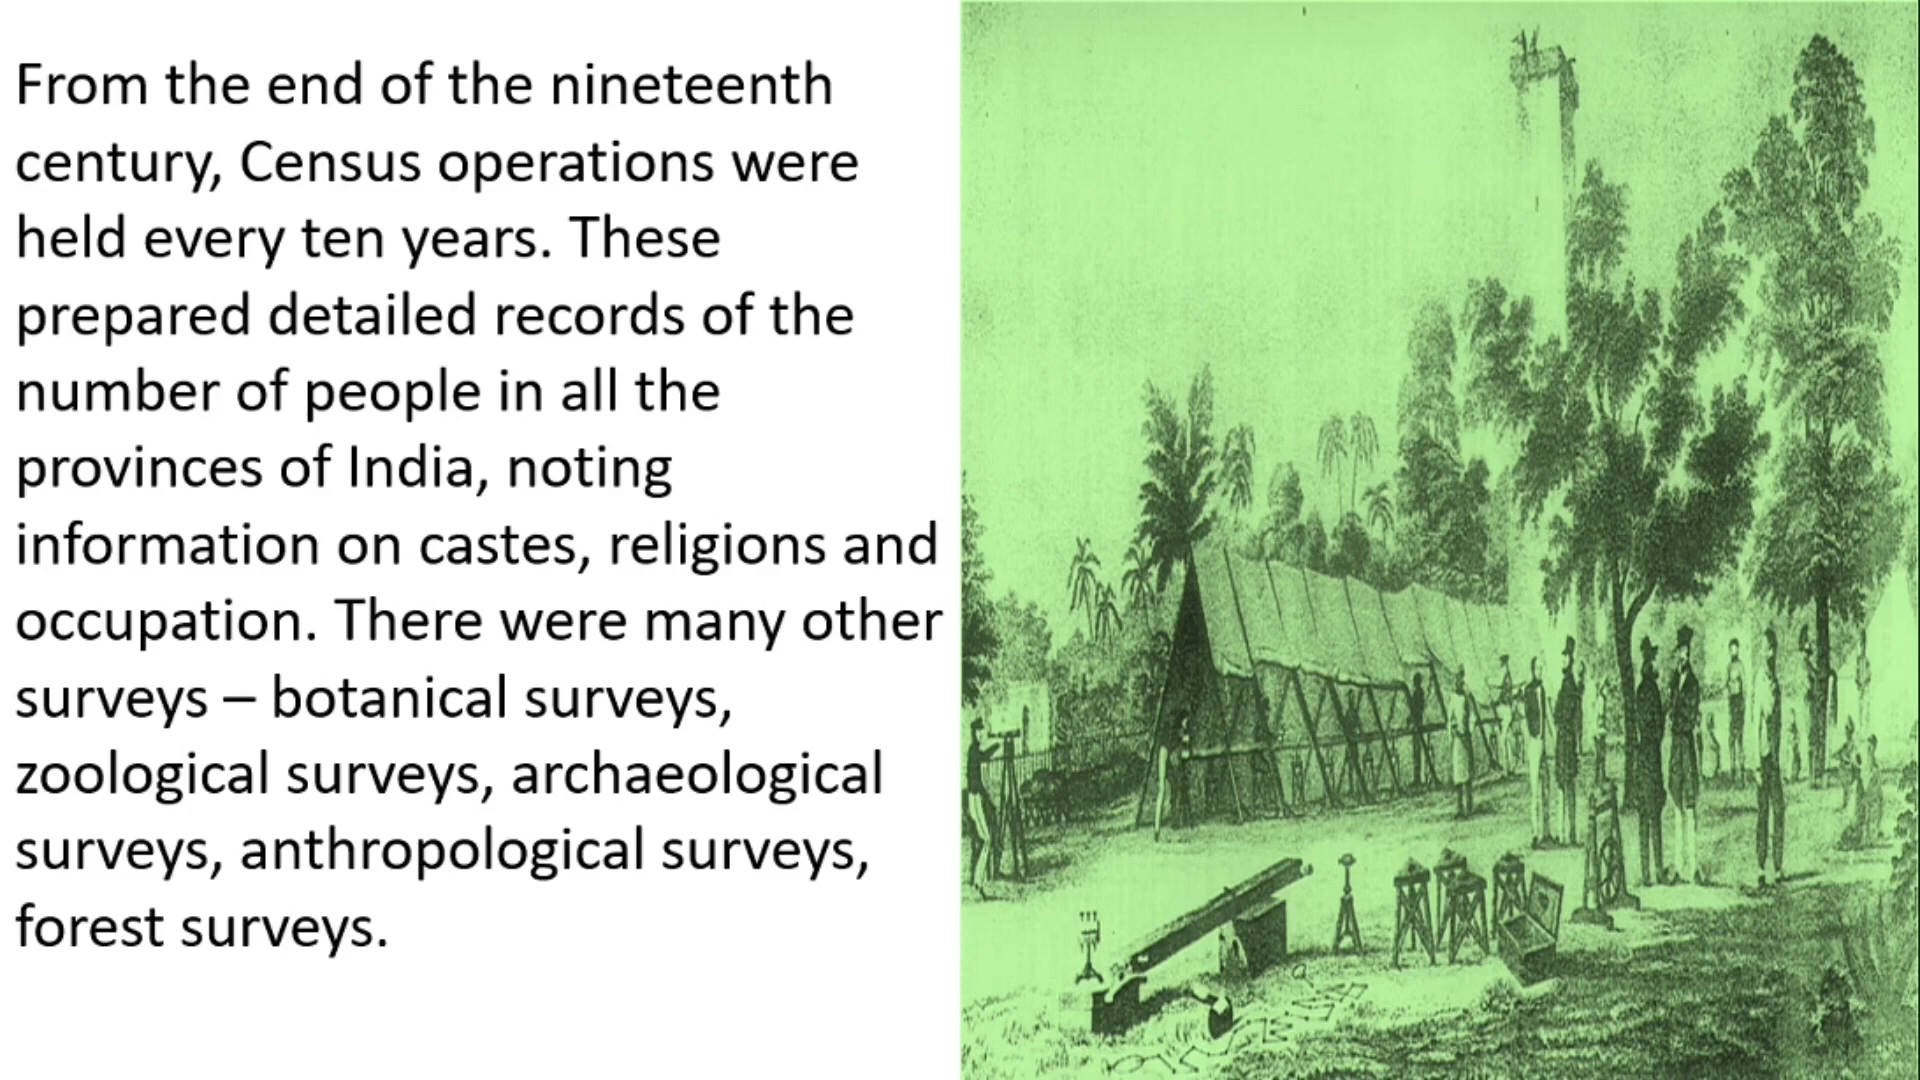 From the end of the nineteenth
century, Census operations were
held every ten years. These
prepared detailed records of the
number of people in all the
provinces of India, noting
information on castes, religions and
occupation. There were many other
surveys – botanical surveys,
zoological surveys, archaeological
surveys, anthropological surveys,
forest surveys.